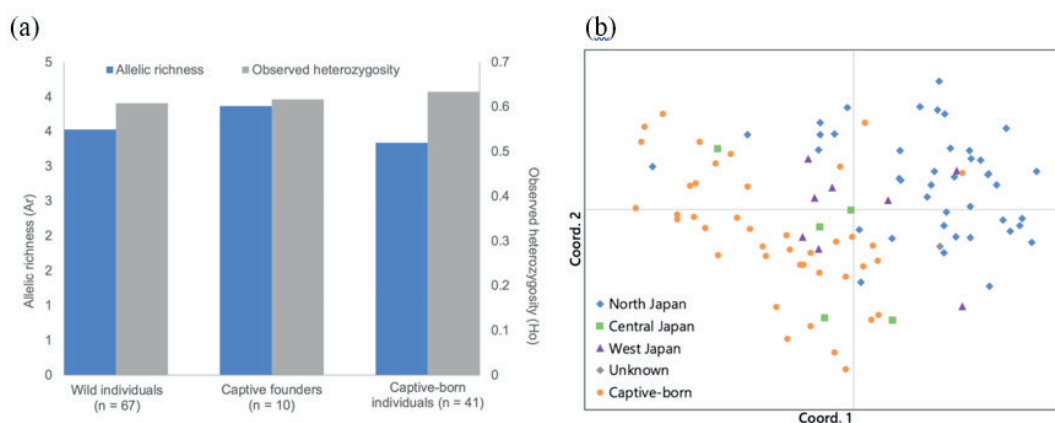 (a)
(b)
Allelic richness
Observed heterozygosity
Allelic richness (Ar)
5
4
4
3
3
2
2
1
1
0
0.7
0.6
0.5
0.4
0.3
0.2
0.1
0
Observed heterozygosity (Ho)
Wild individuals
(n = 67)
Captive founders
(n = 10)
Captive-born
individuals (n = 41)
Coord. 2
North Japan
Central Japan
West Japan
Unknown
Captive-born
Coord. 1